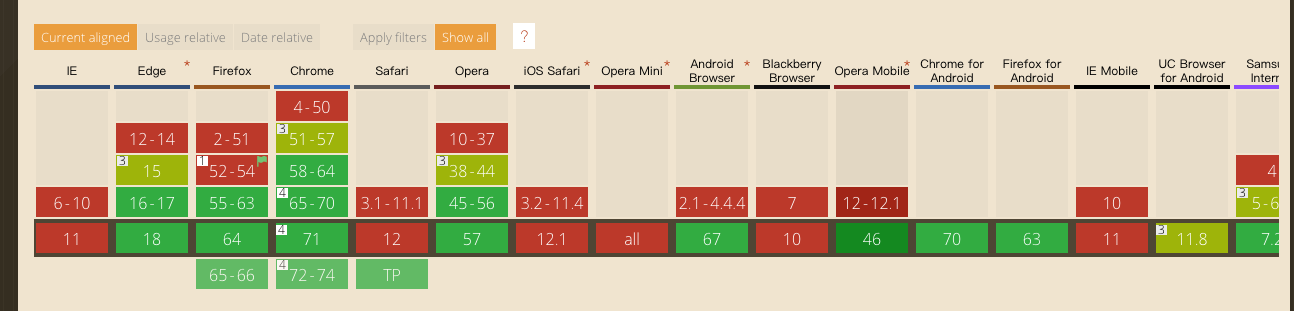 Current aligned Usage relative Date relative Apply filters Show all ?
IE Edge * Firefox Chrome Safari Opera iOS Safari * Opera Mini * Android Browser * Blackberry Browser Opera Mobile * Chrome for Android Firefox for Android IE Mobile UC Browser for Android Samsu Intern
4-50
12-14 2-51 3 51-57 10-37
3 15 1 52-54 58-64 3 38-44 4
6-10 16-17 55-63 4 65-70 3.1-11.1 45-56 3.2-11.4 2.1-4.4.4 7 12-12.1 10 3 5-6
11 18 64 4 71 12 57 12.1 all 67 10 46 70 63 11 3 11.8 7.2
65-66 4 72-74 TP